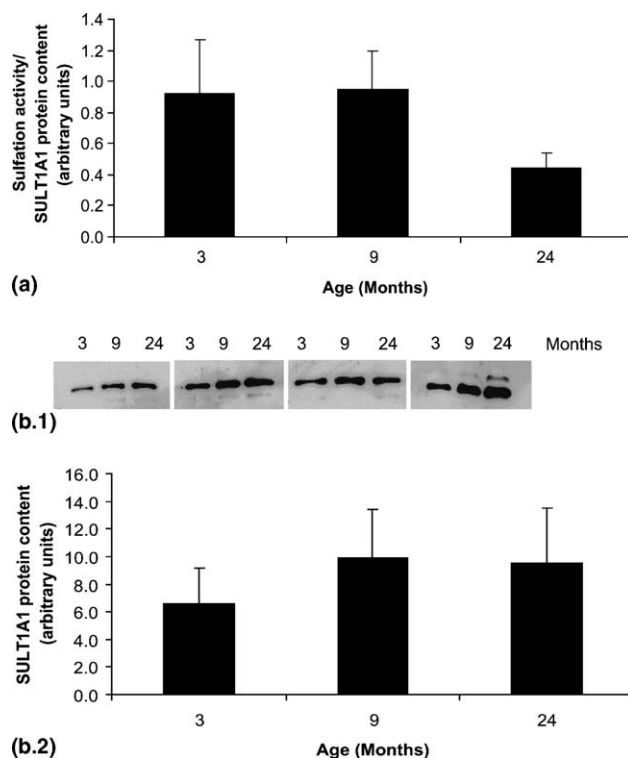 Sulfation activity/
SULT1A1 protein content
(arbitrary units)
1.4
1.2
1.0
0.8
0.6
0.4
0.2
0.0
3 9 24
Age (Months)
(a)
3 9 24 3 9 24 3 9 24 3 9 24 Months
(b.1)
SULT1A1 protein content
(arbitrary units)
16.0
14.0
12.0
10.0
8.0
6.0
4.0
2.0
0.0
3 9 24
Age (Months)
(b.2)